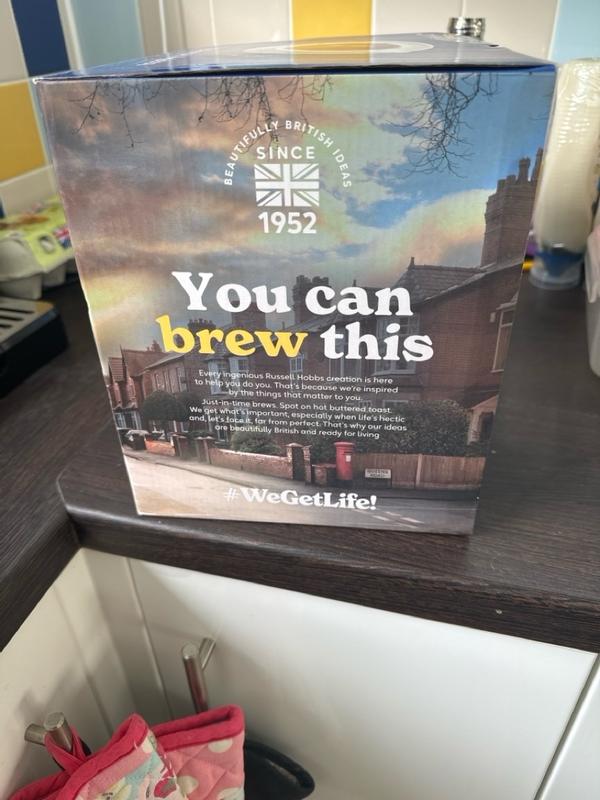 BEAUTIFULLY BRITISH IDEAS
SINCE
1952
You can
brew this
Every ingenious Russell Hobbs creation is here
to help you do you. That's because we're inspired
by the things that matter to you.
Just-in-time brews. Spot on hot buttered toast.
We get what's important, especially when life's hectic
and, let's face it, far from perfect. That's why our ideas
are beautifully British and ready for living
#WeGetLife!